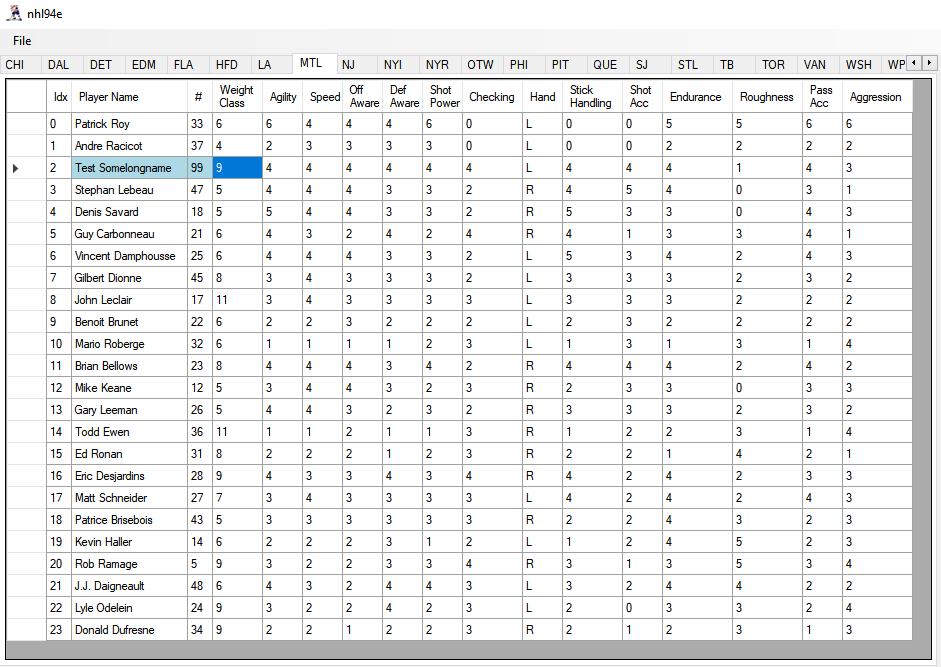 nhl94e
File
CHI DAL DET EDM FLA HFD LA MTL NJ NYI NYR OTW PHI PIT QUE SJ STL TB TOR VAN WSH WP
Idx Player Name # Weight Class Agility Speed Off Aware Def Aware Shot Power Checking Hand Stick Handling Shot Acc Endurance Roughness Pass Acc Aggression
0 Patrick Roy 33 6 6 4 4 4 6 0 L 0 0 5 5 6 6
1 Andre Racicot 37 4 2 3 3 3 3 0 L 0 0 2 2 2 2
2 Test Somelongname 99 9 4 4 4 4 4 4 L 4 4 4 1 4 3
3 Stephan Lebeau 47 5 4 4 4 3 3 2 R 4 5 4 0 3 1
4 Denis Savard 18 5 5 4 4 3 3 2 R 5 3 3 0 4 3
5 Guy Carbonneau 21 6 4 3 2 4 2 4 R 4 1 3 3 4 1
6 Vincent Damphousse 25 6 4 4 4 3 3 2 L 5 3 4 2 4 3
7 Gilbert Dionne 45 8 3 4 3 3 3 2 L 3 3 3 2 3 2
8 John Leclair 17 11 3 4 3 3 3 3 L 3 3 3 2 2 2
9 Benoit Brunet 22 6 2 2 3 2 2 2 L 2 3 2 2 2 2
10 Mario Roberge 32 6 1 1 1 1 2 3 L 1 3 1 3 1 4
11 Brian Bellows 23 8 4 4 4 3 4 2 R 4 4 4 2 4 2
12 Mike Keane 12 5 3 4 4 3 2 3 R 2 3 3 0 3 3
13 Gary Leeman 26 5 4 4 3 2 3 2 R 3 3 3 2 3 2
14 Todd Ewen 36 11 1 1 2 1 1 3 R 1 2 2 3 1 4
15 Ed Ronan 31 8 2 2 2 1 2 3 R 2 2 1 4 2 1
16 Eric Desjardins 28 9 4 3 3 4 3 4 R 4 2 4 2 3 3
17 Matt Schneider 27 7 3 4 3 3 3 3 L 4 2 4 2 4 3
18 Patrice Brisebois 43 5 3 3 3 3 3 3 R 2 2 4 3 2 3
19 Kevin Haller 14 6 2 2 2 3 1 2 L 1 2 4 5 2 3
20 Rob Ramage 5 9 3 2 2 3 3 4 R 3 1 3 5 3 4
21 J.J. Daigneault 48 6 4 3 2 4 4 3 L 3 2 4 4 2 2
22 Lyle Odelein 24 9 3 2 2 4 2 3 L 2 0 3 3 2 4
23 Donald Dufresne 34 9 2 2 1 2 2 3 R 2 1 2 3 1 3